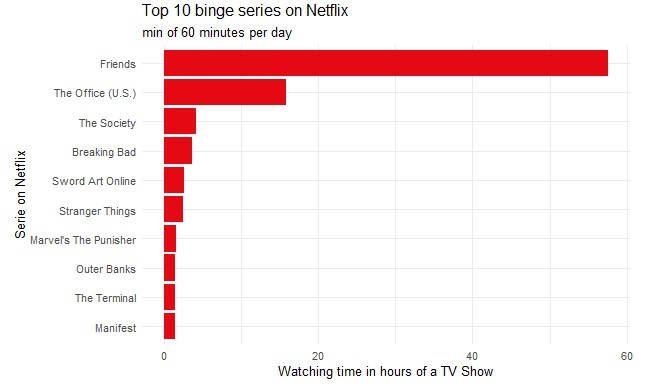 Top 10 binge series on Netflix
min of 60 minutes per day
Serie on Netflix
Friends
The Office (U.S.)
The Society
Breaking Bad
Sword Art Online
Stranger Things
Marvel's The Punisher
Outer Banks
The Terminal
Manifest
0 20 40 60
Watching time in hours of a TV Show